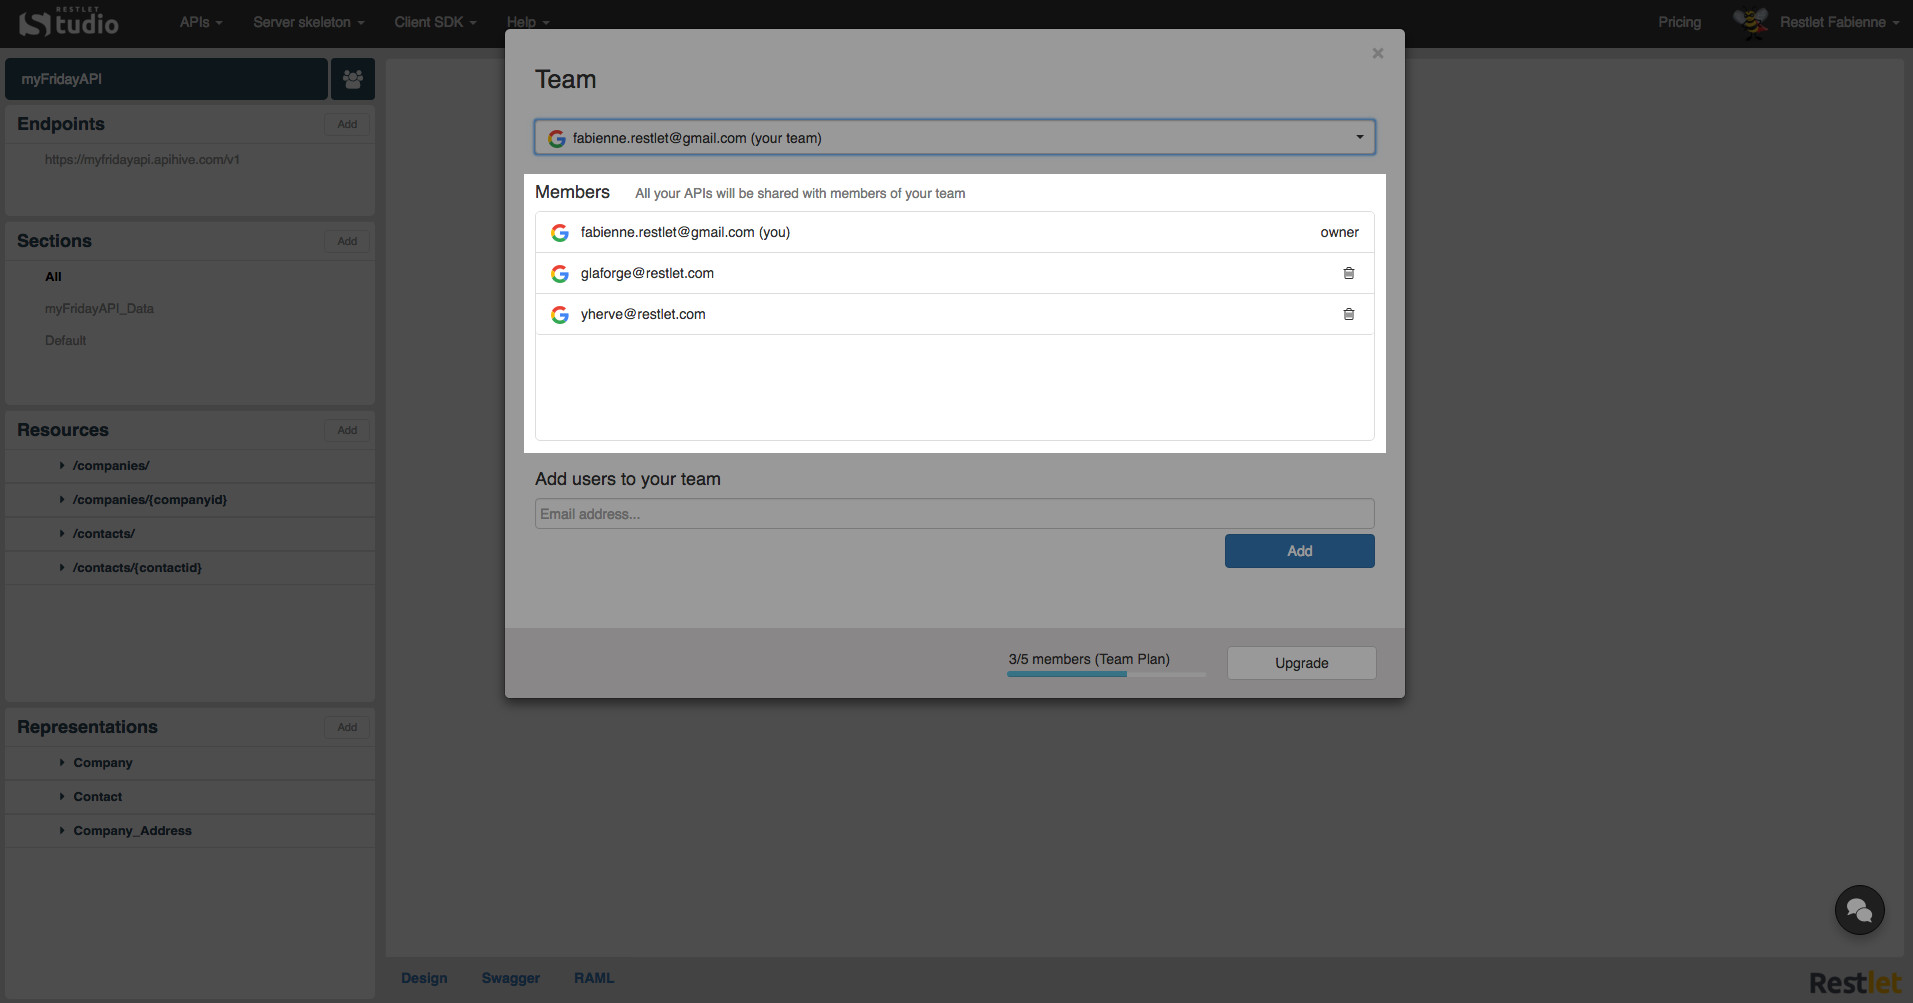 RESTLET
Studio
APIs
Server skeleton
Client SDK
Help
Pricing
Restlet Fabienne
myFridayAPI
Endpoints
Add
https://myfridayapi.apihive.com/v1
Sections
Add
All
myFridayAPI_Data
Default
Resources
Add
/companies/
/companies/{companyid}
/contacts/
/contacts/{contactid}
Representations
Add
Company
Contact
Company_Address
×
Team
fabienne.restlet@gmail.com (your team)
Members All your APIs will be shared with members of your team
fabienne.restlet@gmail.com (you) owner
glaforge@restlet.com
yherve@restlet.com
Add users to your team
Email address...
Add
3/5 members (Team Plan)
Upgrade
Design Swagger RAML
Restlet